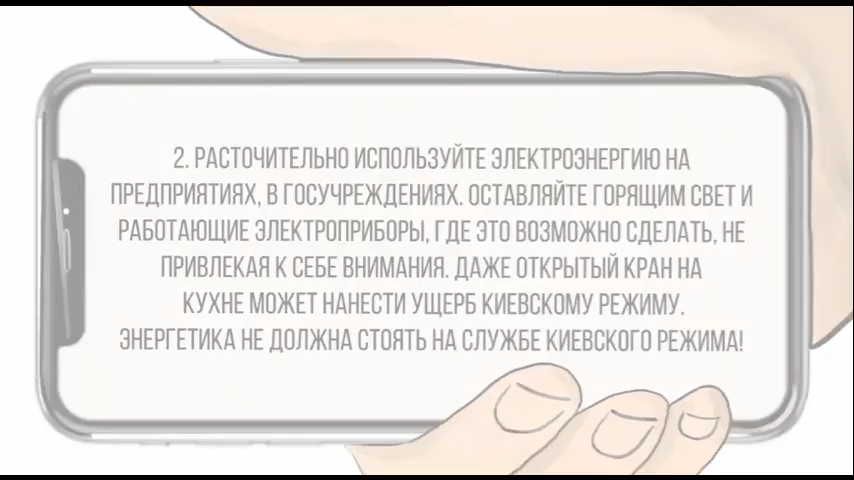 2. РАСТОЧИТЕЛЬНО ИСПОЛЬЗУЙТЕ ЭЛЕКТРОЭНЕРГИЮ НА
ПРЕДПРИЯТИЯХ, В ГОСУЧРЕЖДЕНИЯХ. ОСТАВЛЯЙТЕ ГОРЯЩИМ СВЕТ И
РАБОТАЮЩИЕ ЭЛЕКТРОПРИБОРЫ, ГДЕ ЭТО ВОЗМОЖНО СДЕЛАТЬ, НЕ
ПРИВЛЕКАЯ К СЕБЕ ВНИМАНИЯ. ДАЖЕ ОТКРЫТЫЙ КРАН НА
КУХНЕ МОЖЕТ НАНЕСТИ УЩЕРБ КИЕВСКОМУ РЕЖИМУ.
ЭНЕРГЕТИКА НЕ ДОЛЖНА СТОЯТЬ НА СЛУЖБЕ КИЕВСКОГО РЕЖИМА!